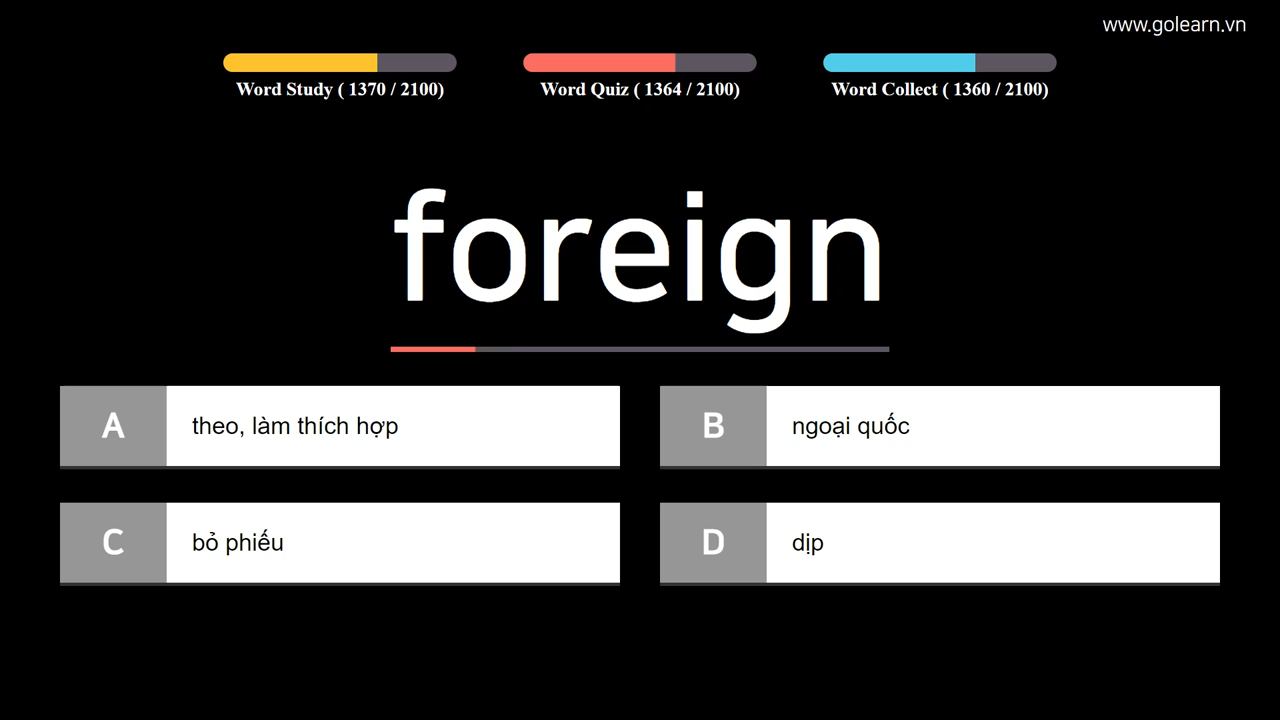 www.golearn.vn
Word Study ( 1370 / 2100)
Word Quiz ( 1364 / 2100)
Word Collect ( 1360 / 2100)
foreign
A theo, làm thích hợp
B ngoại quốc
C bỏ phiếu
D dịp